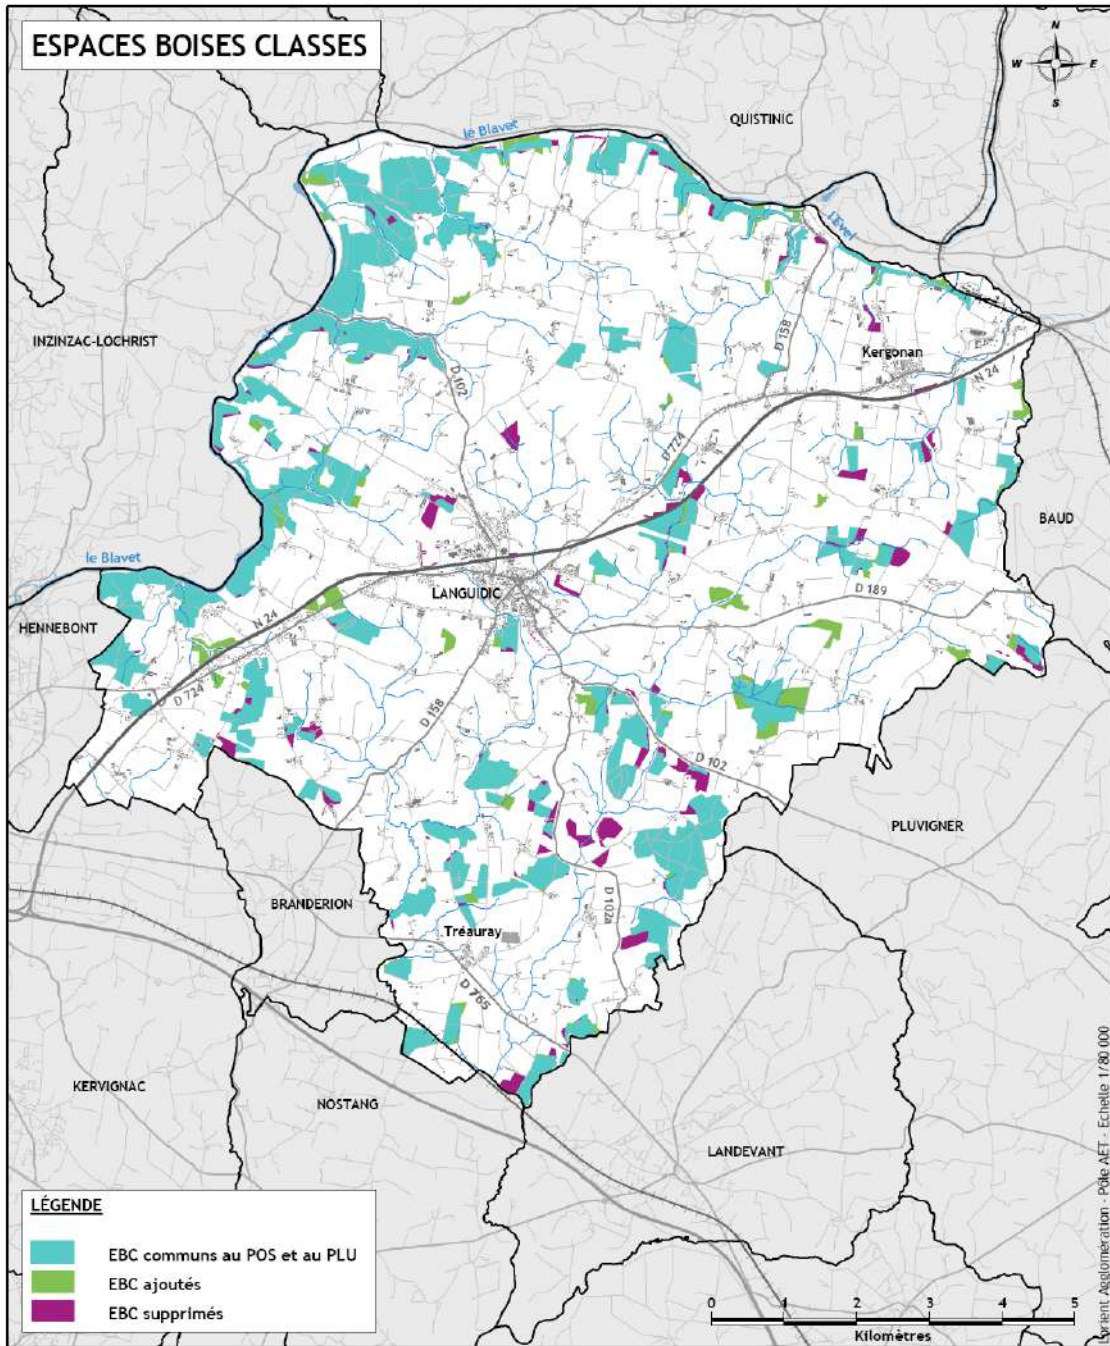 ESPACES BOISES CLASSES
N
W
E
S
QUISTINIC
le Blavet
l'Evel
INZINZAC-LOCHRIST
Kergonan
D 158
N 24
D 102
D 724
BAUD
le Blavet
LANGUIDIC
D 189
HENNEBONT
N 24
D 724
D 158
D 102
PLUVIGNER
BRANDERION
D 102a
Tréauray
D 765
KERVIGNAC
NOSTANG
LANDEVANT
LÉGENDE
EBC communs au POS et au PLU
EBC ajoutés
EBC supprimés
0 1 2 3 4 5
Kilomètres
Lorient Agglomération - Pôle AET - Echelle 1/80 000